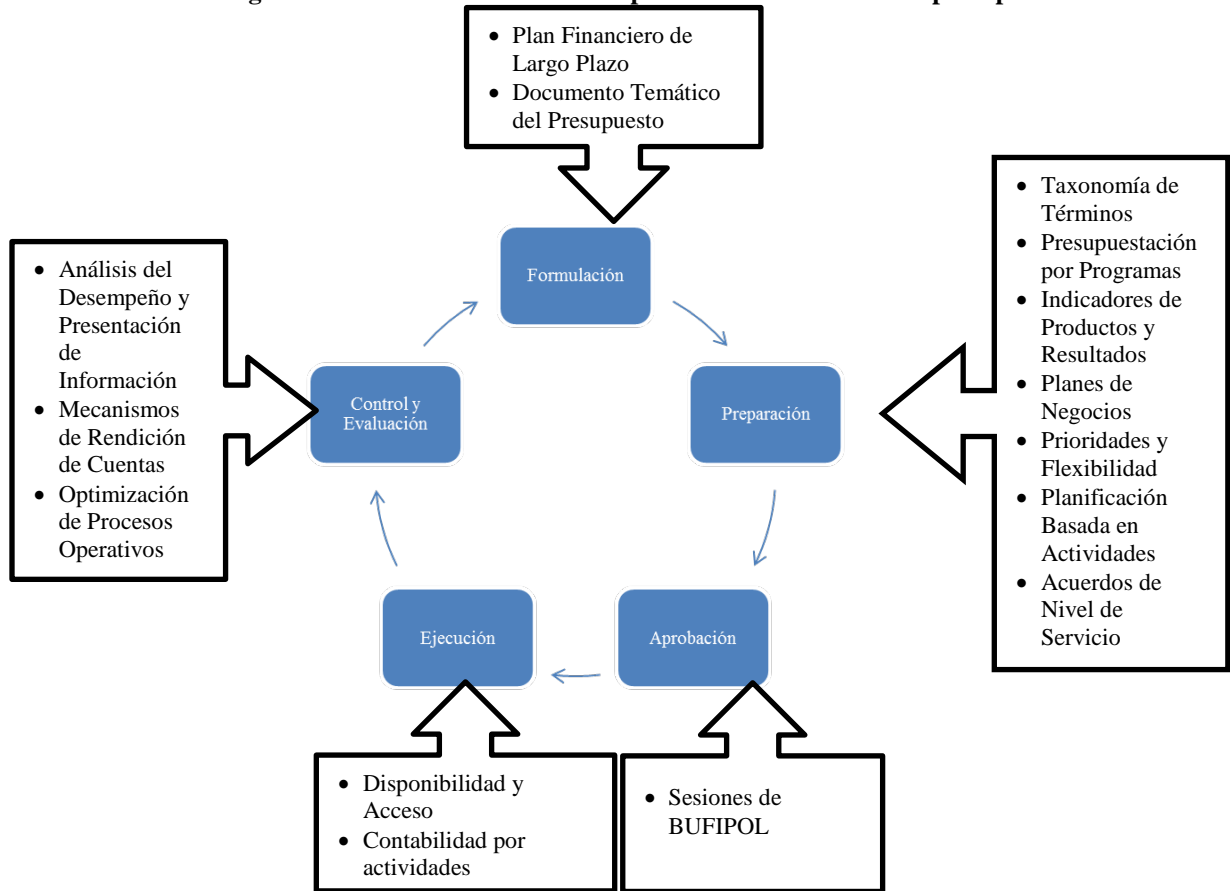 • Plan Financiero de
Largo Plazo
• Documento Temático
del Presupuesto
Formulación
• Taxonomía de
Términos
• Presupuestación
por Programas
• Indicadores de
Productos y
Resultados
• Planes de
Negocios
• Prioridades y
Flexibilidad
• Planificación
Basada en
Actividades
• Acuerdos de
Nivel de
Servicio
Preparación
• Análisis del
Desempeño y
Presentación
de
Información
• Mecanismos
de Rendición
de Cuentas
• Optimización
de Procesos
Operativos
Control y
Evaluación
Ejecución
Aprobación
• Disponibilidad y
Acceso
• Contabilidad por
actividades
• Sesiones de
BUFIPOL